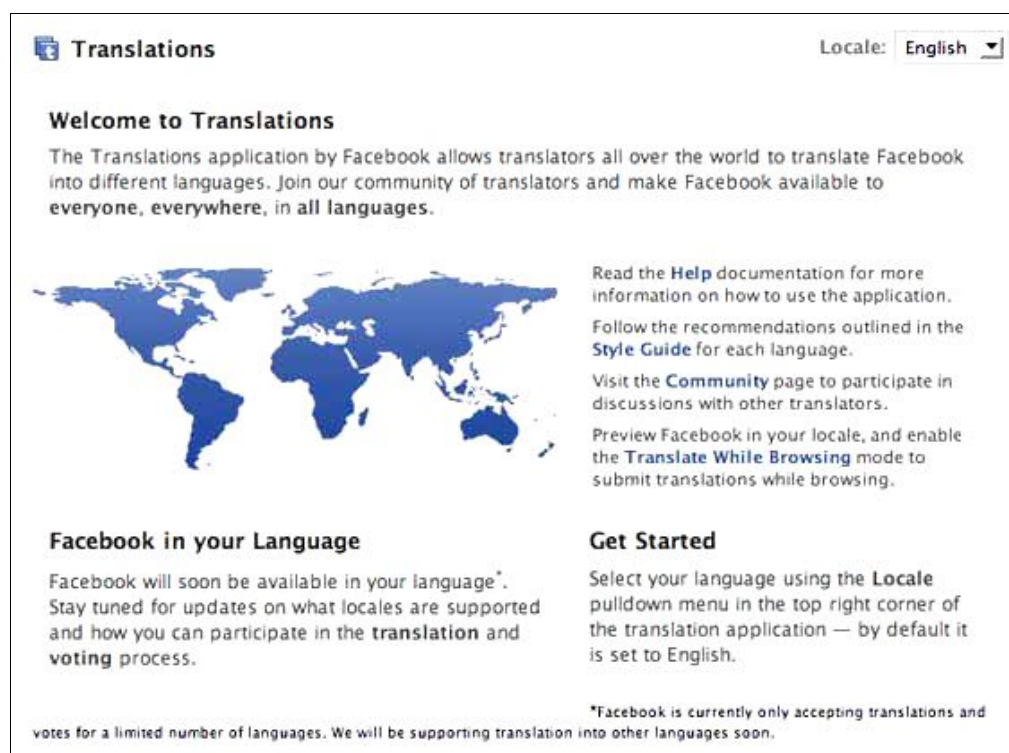 Translations
Locale: English
Welcome to Translations
The Translations application by Facebook allows translators all over the world to translate Facebook
into different languages. Join our community of translators and make Facebook available to
everyone, everywhere, in all languages.
Read the Help documentation for more
information on how to use the application.
Follow the recommendations outlined in the
Style Guide for each language.
Visit the Community page to participate in
discussions with other translators.
Preview Facebook in your locale, and enable
the Translate While Browsing mode to
submit translations while browsing.
Facebook in your Language
Facebook will soon be available in your language*.
Stay tuned for updates on what locales are supported
and how you can participate in the translation and
voting process.
Get Started
Select your language using the Locale
pulldown menu in the top right corner of
the translation application — by default it
is set to English.
*Facebook is currently only accepting translations and
votes for a limited number of languages. We will be supporting translation into other languages soon.